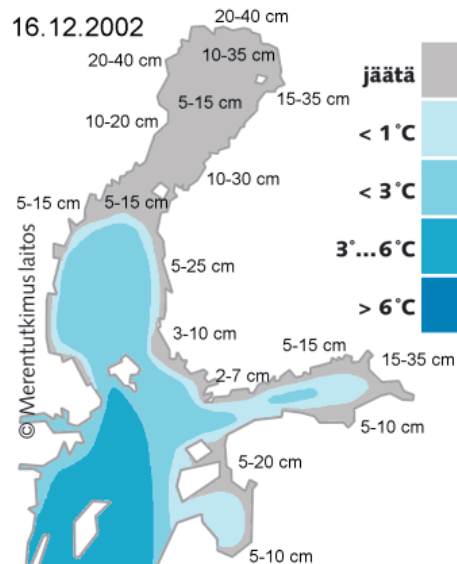 16.12.2002
20-40 cm
20-40 cm
10-35 cm
jäätä
5-15 cm
15-35 cm
10-20 cm
< 1°C
10-30 cm
5-15 cm
5-15 cm
< 3°C
3°...6°C
5-25 cm
> 6°C
3-10 cm
© Merentutkimus laitos
5-15 cm
15-35 cm
2-7 cm
5-10 cm
5-20 cm
5-10 cm